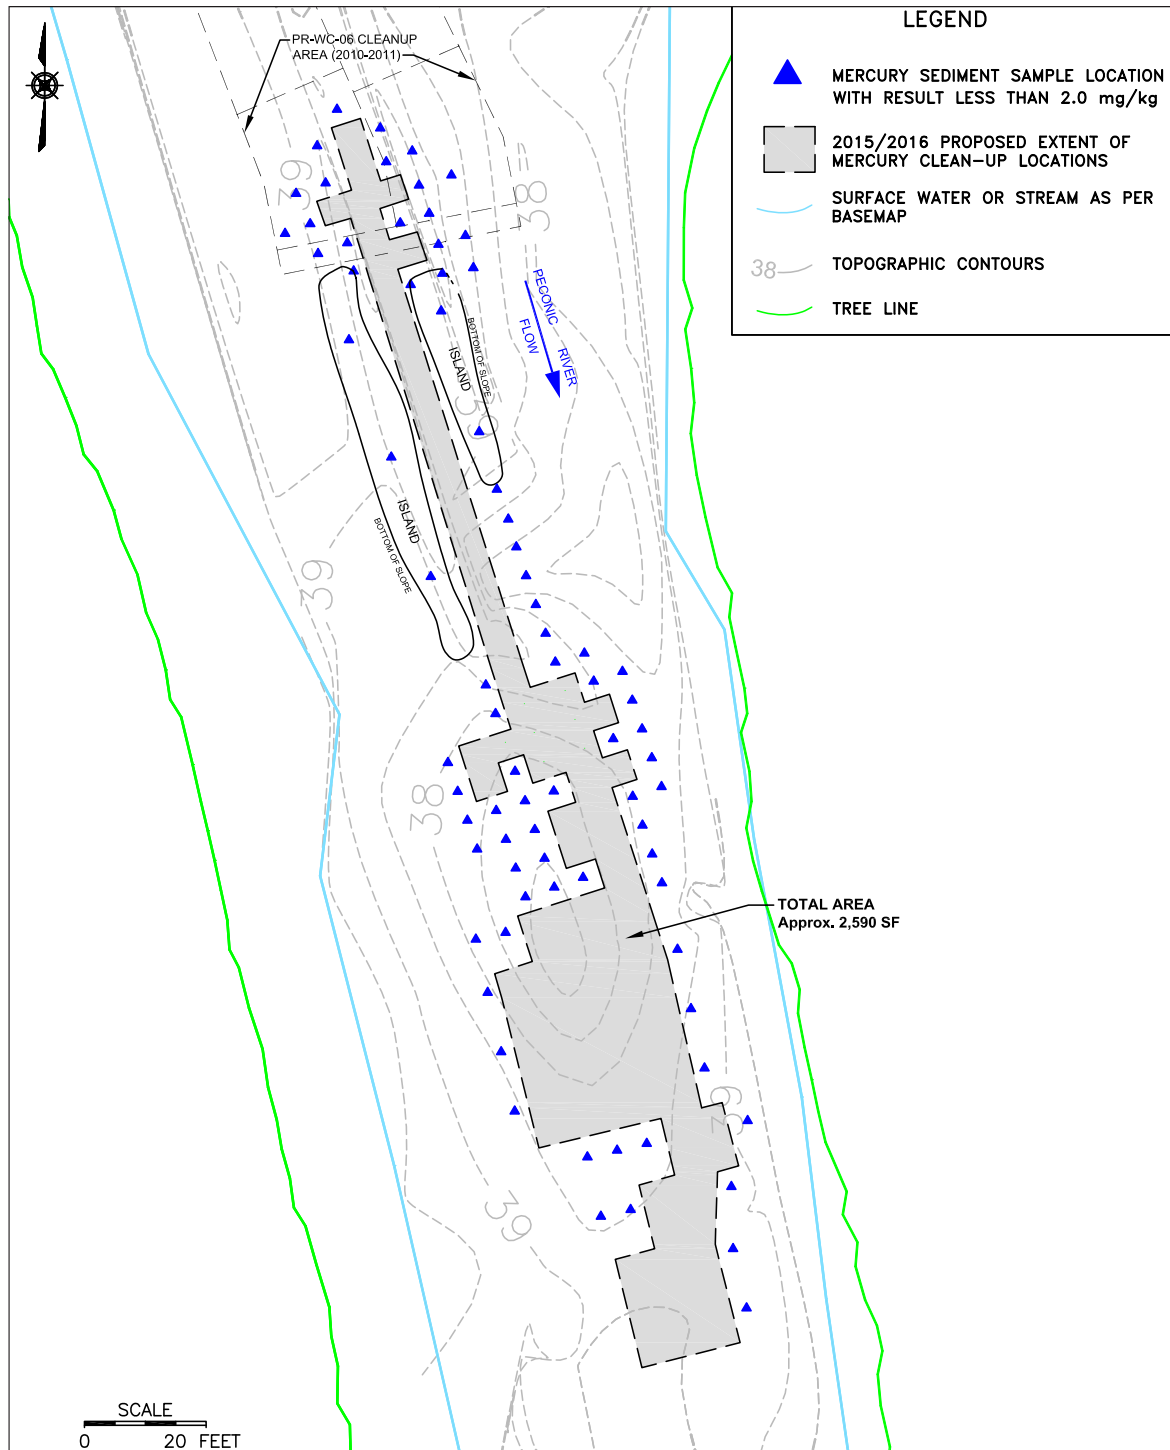 LEGEND
MERCURY SEDIMENT SAMPLE LOCATION
WITH RESULT LESS THAN 2.0 mg/kg
2015/2016 PROPOSED EXTENT OF
MERCURY CLEAN-UP LOCATIONS
SURFACE WATER OR STREAM AS PER
BASEMAP
38
TOPOGRAPHIC CONTOURS
TREE LINE
PR-WC-06 CLEANUP
AREA (2010-2011)
39
38
PECONIC RIVER
FLOW
ISLAND
BOTTOM OF SLOPE
39
ISLAND
BOTTOM OF SLOPE
39
38
TOTAL AREA
Approx. 2,590 SF
39
39
SCALE
0 20 FEET